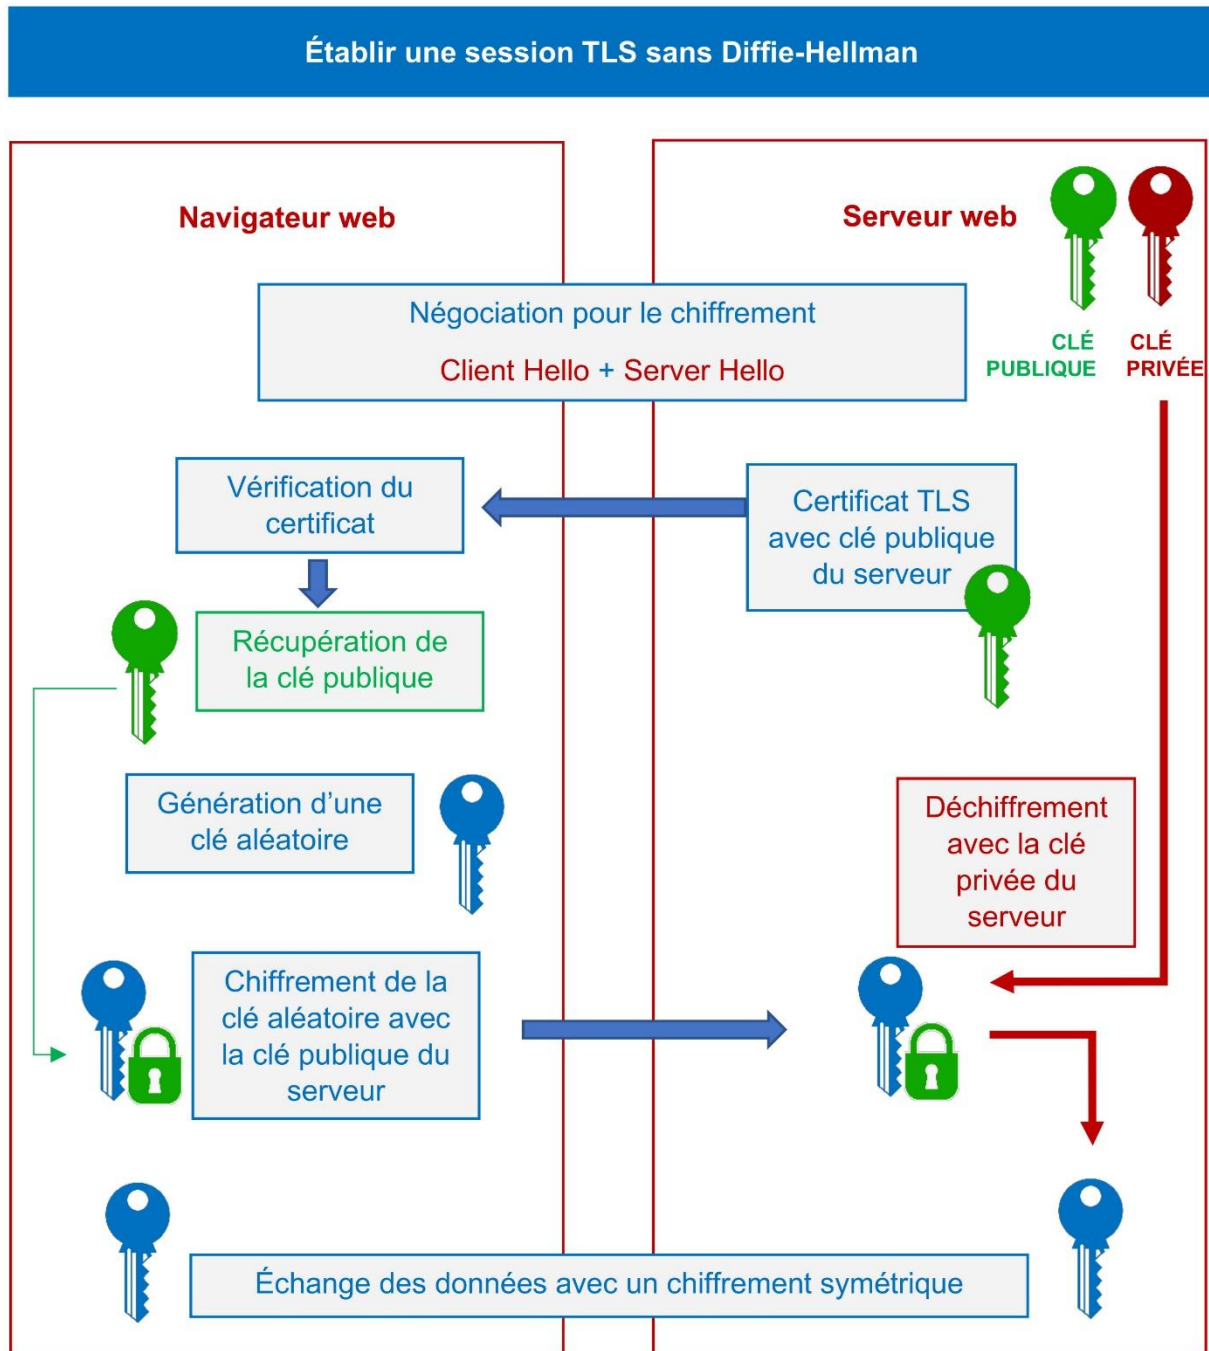 Établir une session TLS sans Diffie-Hellman
Navigateur web
Serveur web
Négociation pour le chiffrement
Client Hello + Server Hello
CLÉ
PUBLIQUE
CLÉ
PRIVÉE
Vérification du
certificat
Certificat TLS
avec clé publique
du serveur
Récupération de
la clé publique
Génération d’une
clé aléatoire
Déchiffrement
avec la clé
privée du
serveur
Chiffrement de la
clé aléatoire avec
la clé publique du
serveur
Échange des données avec un chiffrement symétrique